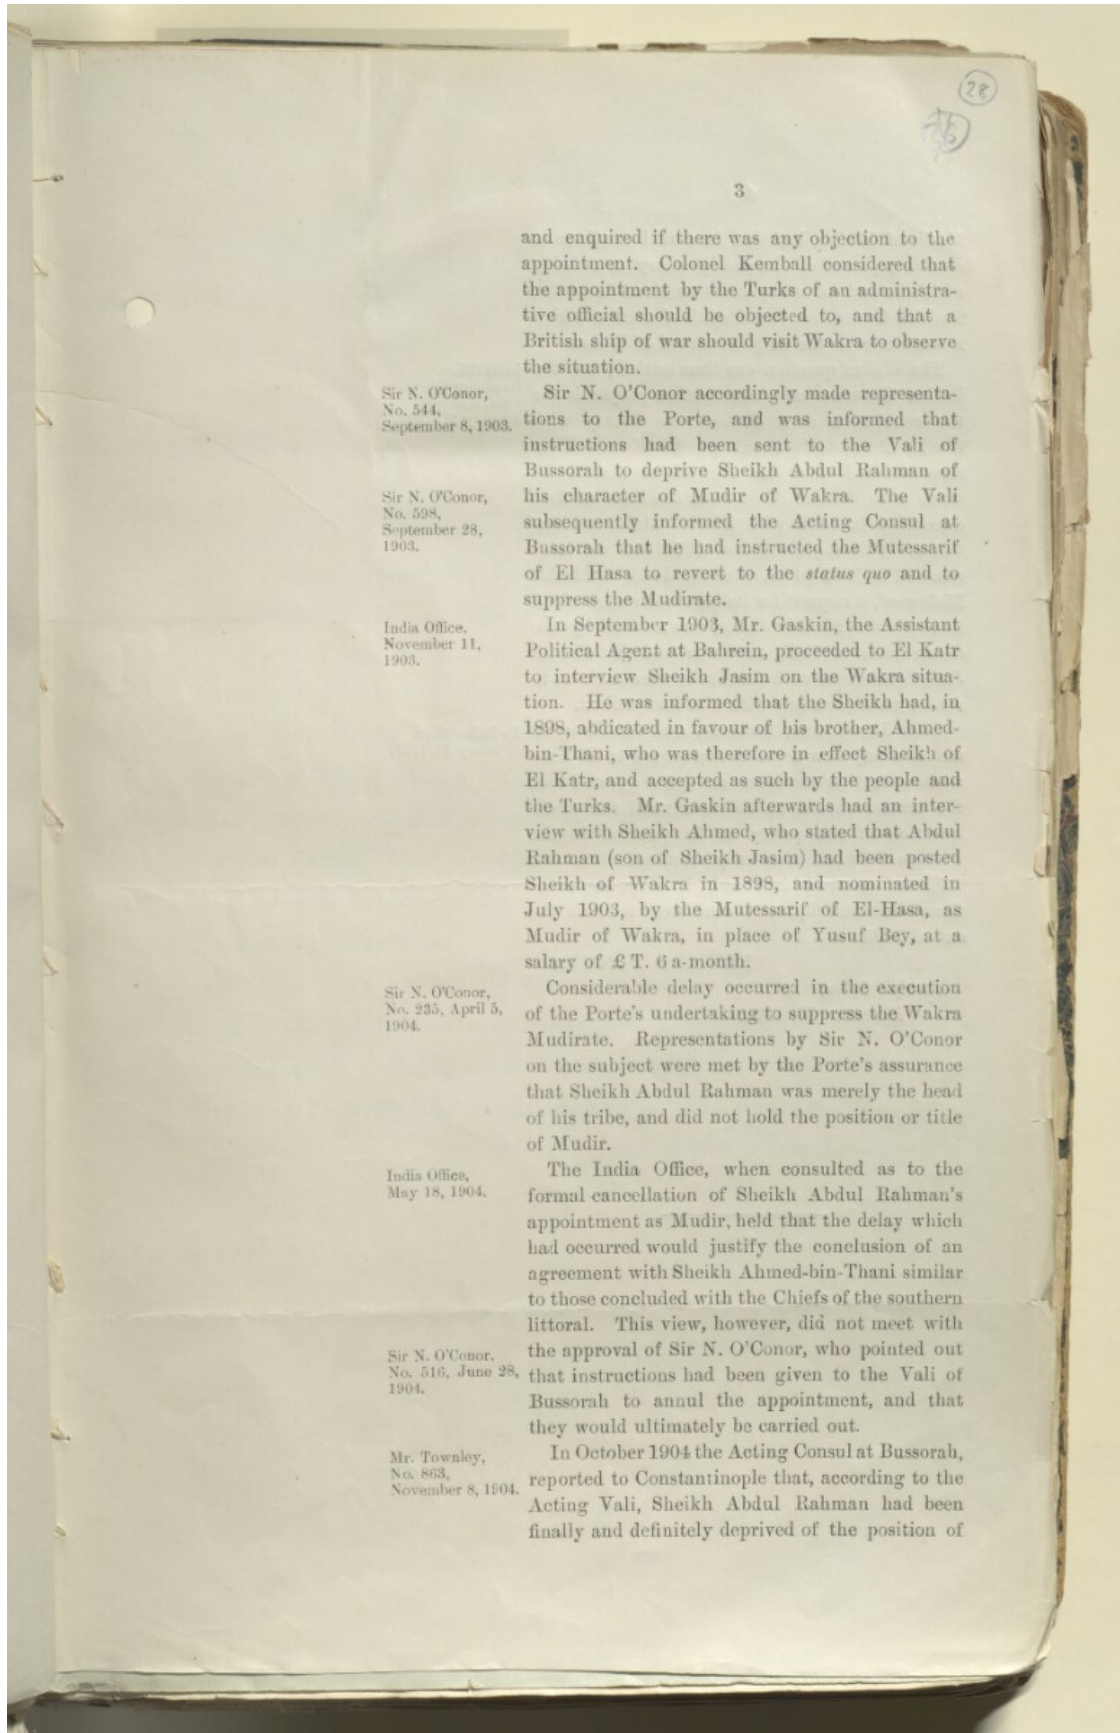 28
3
and enquired if there was any objection to the
appointment. Colonel Kemball considered that
the appointment by the Turks of an administra-
tive official should be objected to, and that a
British ship of war should visit Wakra to observe
the situation.
Sir N. O'Conor,
No. 544,
September 8, 1903.
Sir N. O'Conor accordingly made representa-
tions to the Porte, and was informed that
instructions had been sent to the Vali of
Bussorah to deprive Sheikh Abdul Rahman of
Sir N. O'Conor,
No. 598,
September 28,
1903.
his character of Mudir of Wakra. The Vali
subsequently informed the Acting Consul at
Bussorah that he had instructed the Mutessarif
of El Hasa to revert to the status quo and to
suppress the Mudirate.
India Office,
November 11,
1903.
In September 1903, Mr. Gaskin, the Assistant
Political Agent at Bahrein, proceeded to El Katr
to interview Sheikh Jasim on the Wakra situa-
tion. He was informed that the Sheikh had, in
1898, abdicated in favour of his brother, Ahmed-
bin-Thani, who was therefore in effect Sheikh of
El Katr, and accepted as such by the people and
the Turks. Mr. Gaskin afterwards had an inter-
view with Sheikh Ahmed, who stated that Abdul
Rahman (son of Sheikh Jasim) had been posted
Sheikh of Wakra in 1898, and nominated in
July 1903, by the Mutessarif of El-Hasa, as
Mudir of Wakra, in place of Yusuf Bey, at a
salary of £ T. 6 a-month.
Sir N. O'Conor,
No. 235, April 5,
1904.
Considerable delay occurred in the execution
of the Porte's undertaking to suppress the Wakra
Mudirate. Representations by Sir N. O'Conor
on the subject were met by the Porte's assurance
that Sheikh Abdul Rahman was merely the head
of his tribe, and did not hold the position or title
of Mudir.
India Office,
May 18, 1904.
The India Office, when consulted as to the
formal cancellation of Sheikh Abdul Rahman's
appointment as Mudir, held that the delay which
had occurred would justify the conclusion of an
agreement with Sheikh Ahmed-bin-Thani similar
to those concluded with the Chiefs of the southern
littoral. This view, however, did not meet with
Sir N. O'Conor,
No. 516, June 28,
1904.
the approval of Sir N. O'Conor, who pointed out
that instructions had been given to the Vali of
Bussorah to annul the appointment, and that
they would ultimately be carried out.
Mr. Townley,
No. 863,
November 8, 1904.
In October 1904 the Acting Consul at Bussorah,
reported to Constantinople that, according to the
Acting Vali, Sheikh Abdul Rahman had been
finally and definitely deprived of the position of